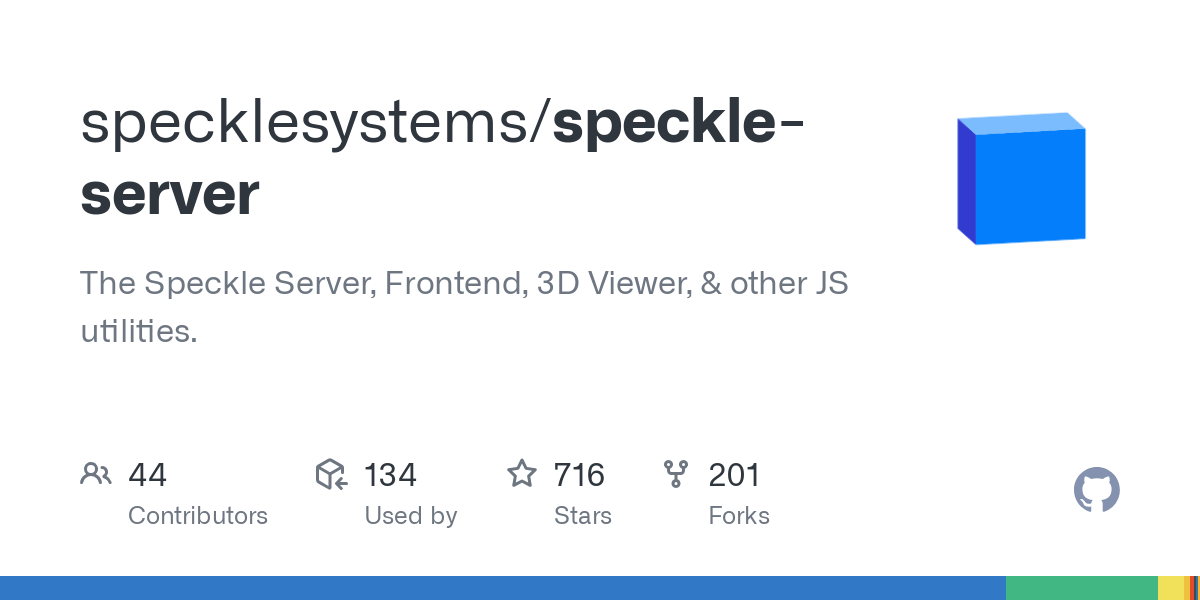 specklesystems/speckle-
server
The Speckle Server, Frontend, 3D Viewer, & other JS
utilities.
44 134 716 201
Contributors Used by Stars Forks